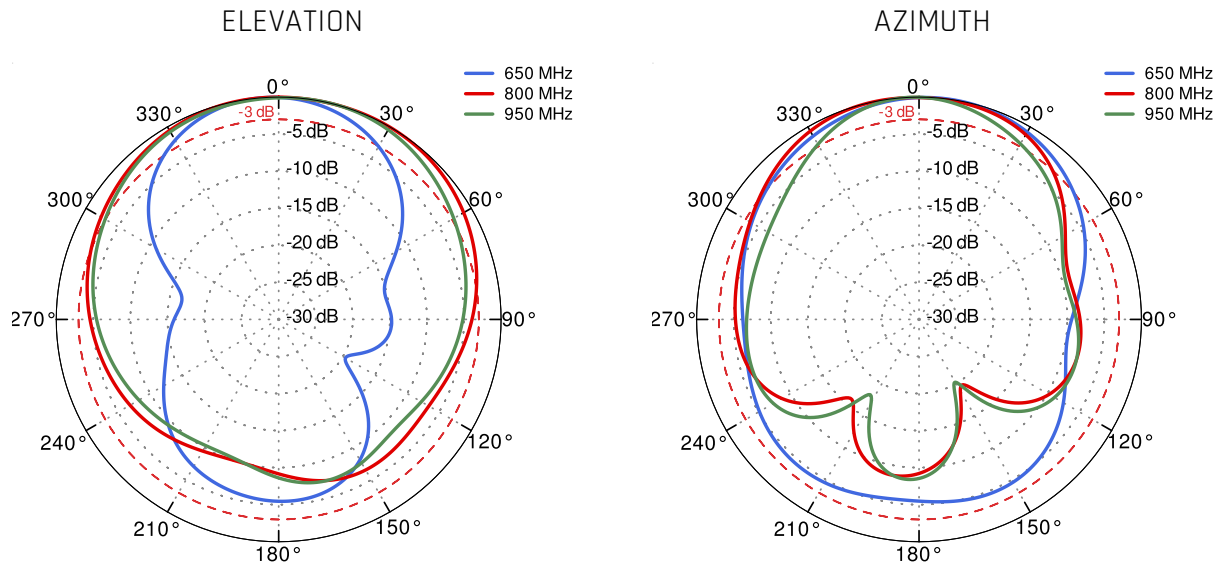 ELEVATION
650 MHz
800 MHz
950 MHz
0°
330°
-3 dB
30°
-5 dB
-10 dB
300°
-15 dB
60°
-20 dB
-25 dB
270°
-30 dB
90°
240°
120°
210°
150°
180°
AZIMUTH
650 MHz
800 MHz
950 MHz
0°
330°
-3 dB
30°
-5 dB
-10 dB
300°
-15 dB
60°
-20 dB
-25 dB
270°
-30 dB
90°
240°
120°
210°
150°
180°